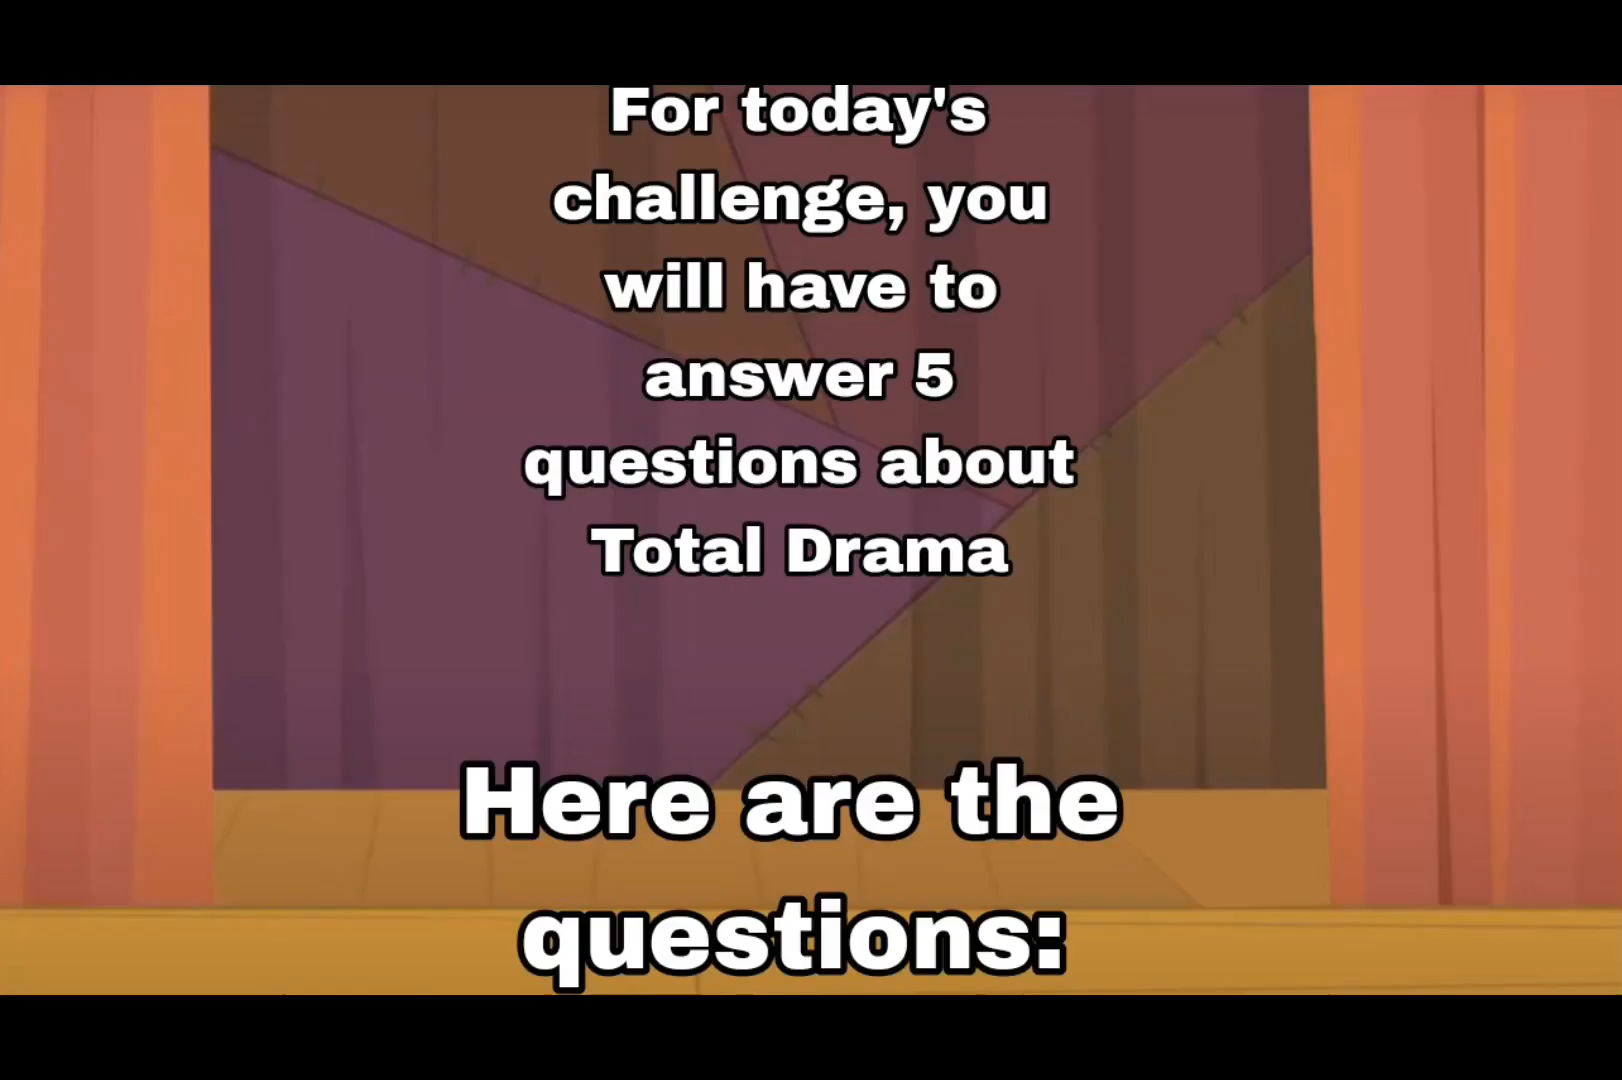 For today's
challenge, you
will have to
answer 5
questions about
Total Drama
Here are the
questions: